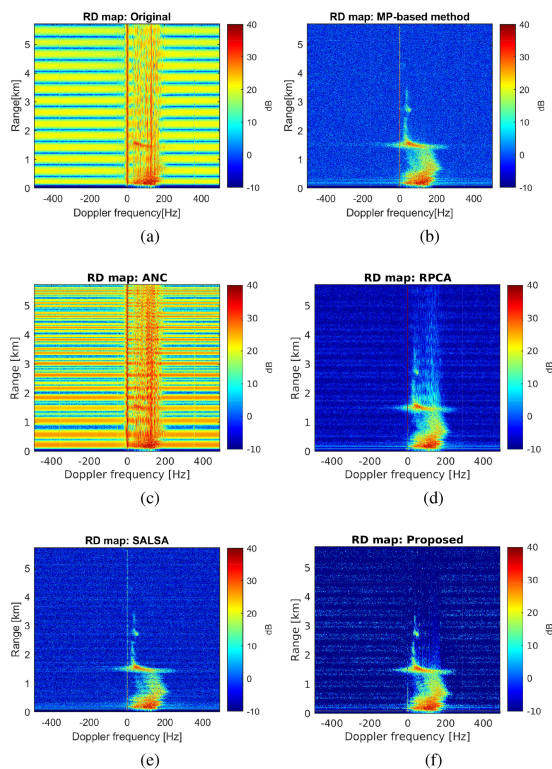 RD map: Original
Range[km]
5
4
3
2
1
0
-400 -200 0 200 400
Doppler frequency[Hz]
40
30
20
10
0
-10
dB
(a)
RD map: MP-based method
Range[km]
5
4
3
2
1
0
-400 -200 0 200 400
Doppler frequency[Hz]
40
30
20
10
0
-10
dB
(b)
RD map: ANC
Range [km]
5
4
3
2
1
0
-400 -200 0 200 400
Doppler frequency [Hz]
40
30
20
10
0
-10
dB
(c)
RD map: RPCA
Range [km]
5
4
3
2
1
0
-400 -200 0 200 400
Doppler frequency [Hz]
40
30
20
10
0
-10
dB
(d)
RD map: SALSA
Range [km]
5
4
3
2
1
0
-400 -200 0 200 400
Doppler frequency [Hz]
40
30
20
10
0
-10
dB
(e)
RD map: Proposed
Range [km]
5
4
3
2
1
0
-400 -200 0 200 400
Doppler frequency [Hz]
40
30
20
10
0
-10
dB
(f)